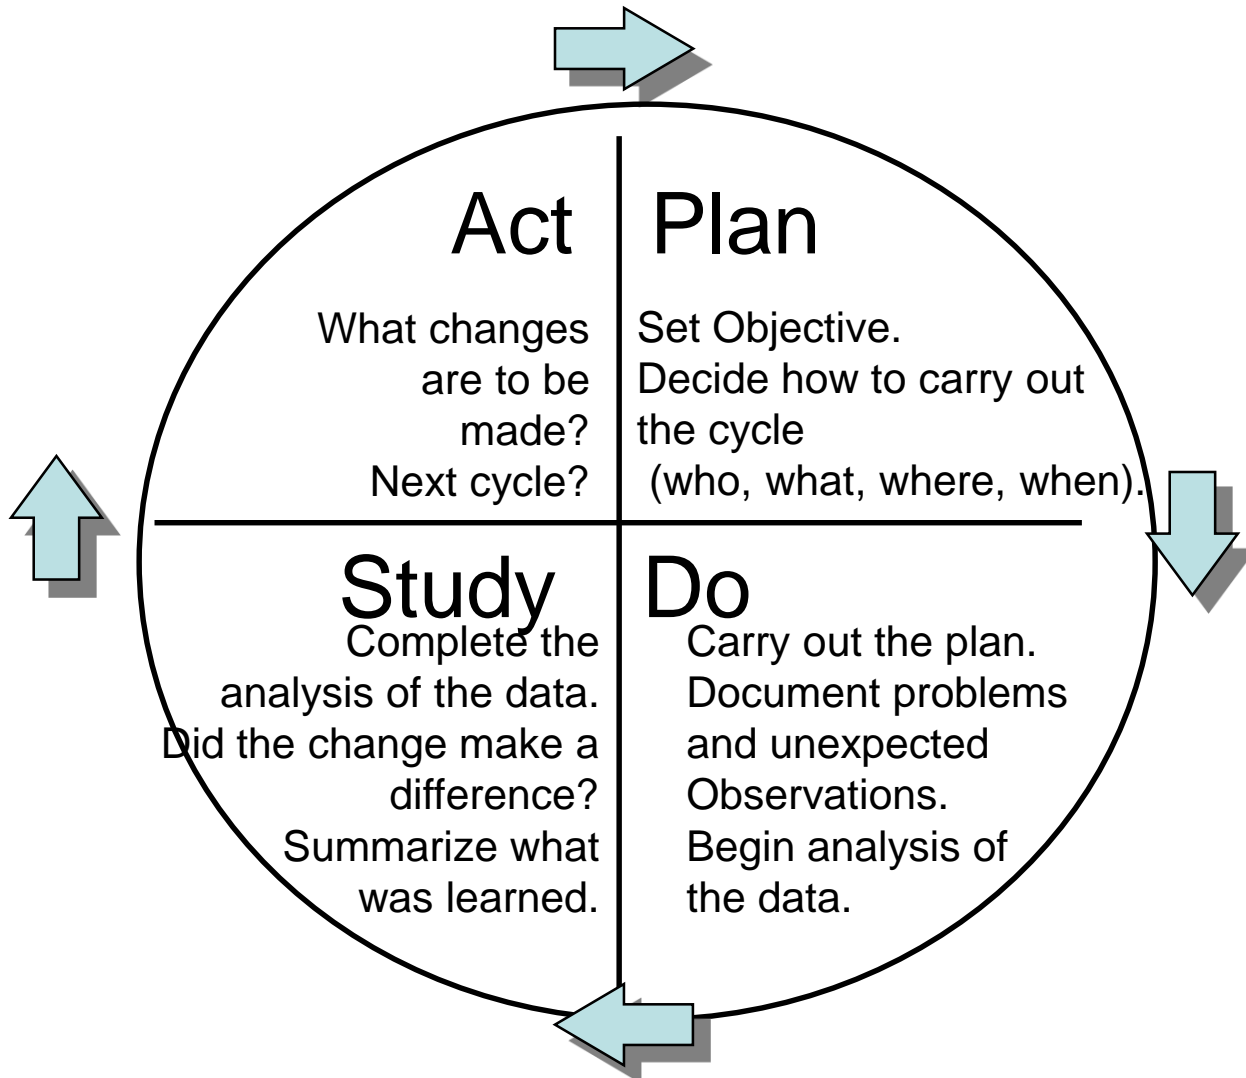 Act
What changes
are to be
made?
Next cycle?
Plan
Set Objective.
Decide how to carry out
the cycle
(who, what, where, when).
Study
Complete the
analysis of the data.
Did the change make a
difference?
Summarize what
was learned.
Do
Carry out the plan.
Document problems
and unexpected
Observations.
Begin analysis of
the data.